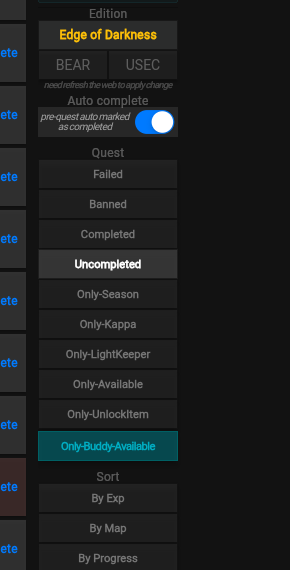 Edition
Edge of Darkness
BEAR USEC
need refresh the web to apply change
Auto complete
pre-quest auto marked
as completed
Quest
Failed
Banned
Completed
Uncompleted
Only-Season
Only-Kappa
Only-LightKeeper
Only-Available
Only-UnlockItem
Only-Buddy-Available
Sort
By Exp
By Map
By Progress
ete
ete
ete
ete
ete
ete
ete
ete
ete